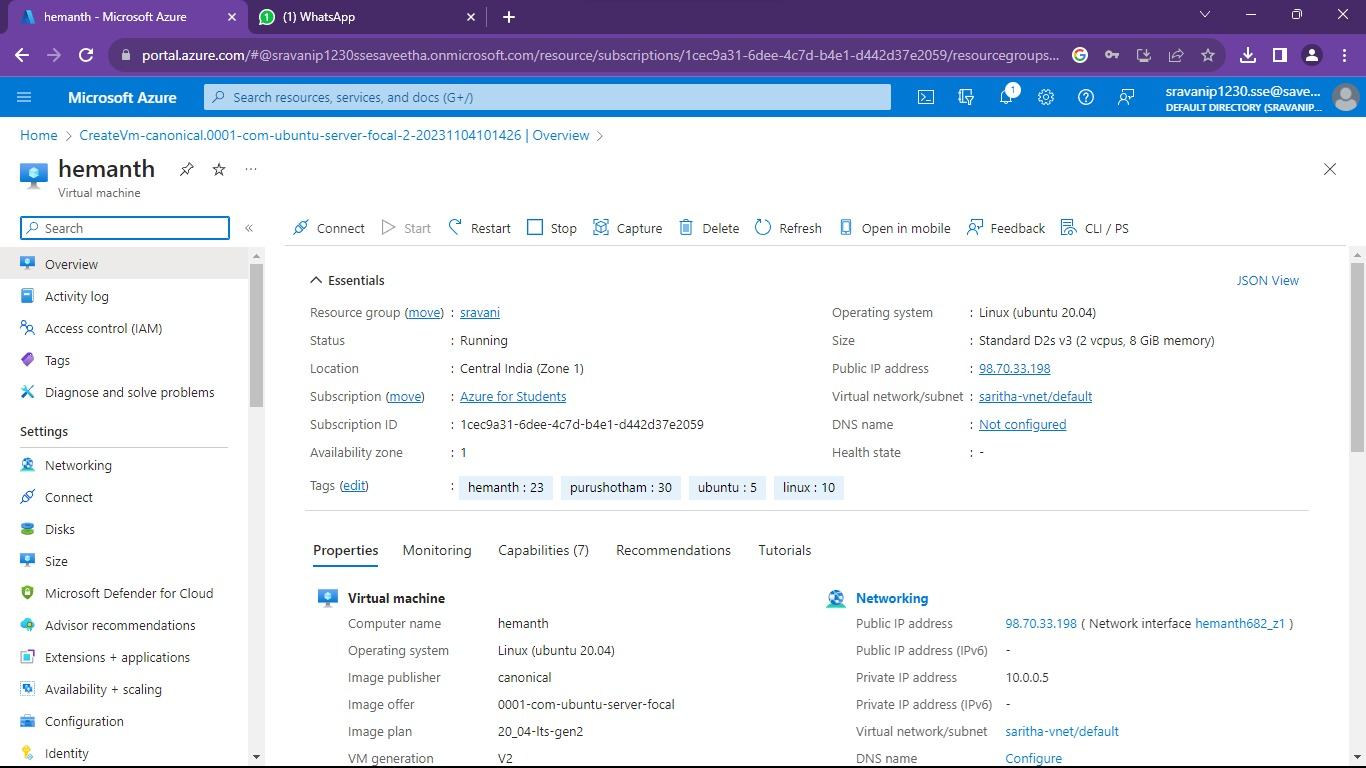 hemanth - Microsoft Azure
(1) WhatsApp
portal.azure.com/#@sravanip1230ssesaveetha.onmicrosoft.com/resource/subscriptions/1cec9a31-6dee-4c7d-b4e1-d442d37e2059/resourcegroups...
Microsoft Azure
Search resources, services, and docs (G+/)
1
sravanip1230.sse@save...
DEFAULT DIRECTORY (SRAVANIP...
Home > CreateVm-canonical.0001-com-ubuntu-server-focal-2-20231104101426 | Overview >
hemanth
Virtual machine
Search
Connect Start Restart Stop Capture Delete Refresh Open in mobile Feedback CLI / PS
Overview
Activity log
Access control (IAM)
Tags
Diagnose and solve problems
Settings
Networking
Connect
Disks
Size
Microsoft Defender for Cloud
Advisor recommendations
Extensions + applications
Availability + scaling
Configuration
Identity
Essentials
JSON View
Resource group (move) : sravani
Status : Running
Location : Central India (Zone 1)
Subscription (move) : Azure for Students
Subscription ID : 1cec9a31-6dee-4c7d-b4e1-d442d37e2059
Availability zone : 1
Operating system : Linux (ubuntu 20.04)
Size : Standard D2s v3 (2 vcpus, 8 GiB memory)
Public IP address : 98.70.33.198
Virtual network/subnet : saritha-vnet/default
DNS name : Not configured
Health state : -
Tags (edit) : hemanth : 23 purushotham : 30 ubuntu : 5 linux : 10
Properties Monitoring Capabilities (7) Recommendations Tutorials
Virtual machine
Computer name hemanth
Operating system Linux (ubuntu 20.04)
Image publisher canonical
Image offer 0001-com-ubuntu-server-focal
Image plan 20_04-lts-gen2
VM generation V2
Networking
Public IP address 98.70.33.198 ( Network interface hemanth682_z1 )
Public IP address (IPv6) -
Private IP address 10.0.0.5
Private IP address (IPv6) -
Virtual network/subnet saritha-vnet/default
DNS name Configure